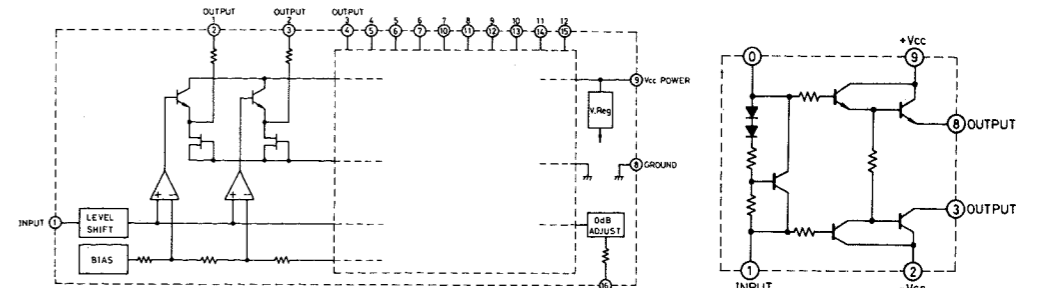 OUTPUT OUTPUT OUTPUT
1 2 3 4 5 6 7 8 9 10 11 12
② ③ ④ ⑤ ⑥ ⑦ ⑩ ⑪ ⑫ ⑬ ⑭ ⑮
⑨ Vcc POWER
V.Reg
⑧ GROUND
+ - + -
INPUT ① LEVEL
SHIFT
0dB
ADJUST
BIAS
⑯
+Vcc
0 9
8 OUTPUT
3 OUTPUT
1 2
INPUT -Vcc